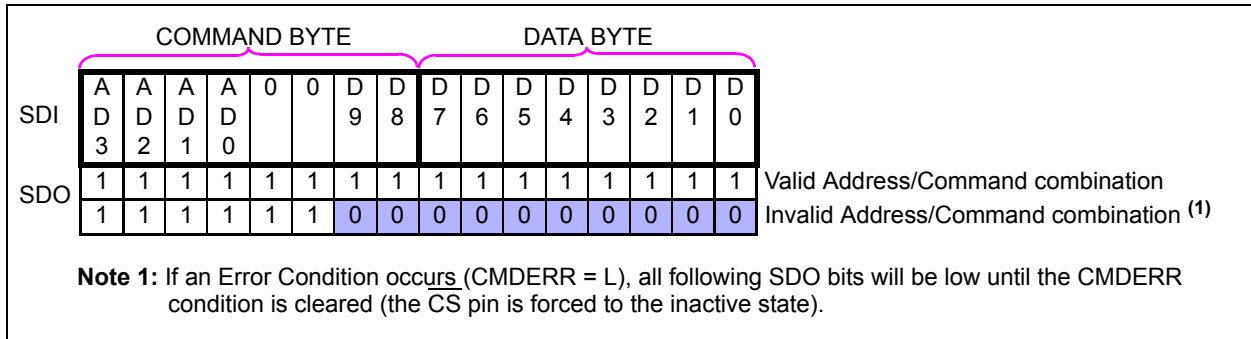 COMMAND BYTE DATA BYTE
SDI A D 3 A D 2 A D 1 A D 0 0 0 D 9 D 8 D 7 D 6 D 5 D 4 D 3 D 2 D 1 D 0
SDO 1 1 1 1 1 1 1 1 1 1 1 1 1 1 1 1 Valid Address/Command combination
1 1 1 1 1 1 0 0 0 0 0 0 0 0 0 0 Invalid Address/Command combination (1)
Note 1: If an Error Condition occurs (CMDERR = L), all following SDO bits will be low until the CMDERR
condition is cleared (the CS pin is forced to the inactive state).